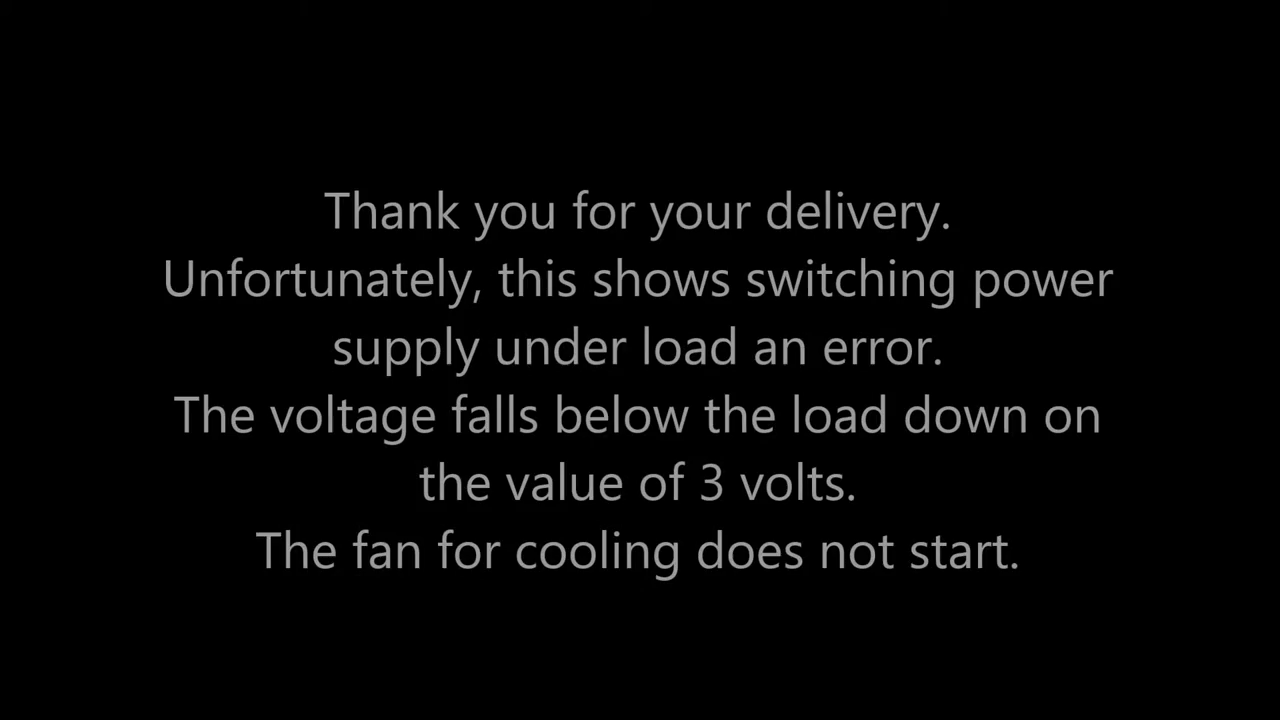 Thank you for your delivery.
Unfortunately, this shows switching power
supply under load an error.
The voltage falls below the load down on
the value of 3 volts.
The fan for cooling does not start.